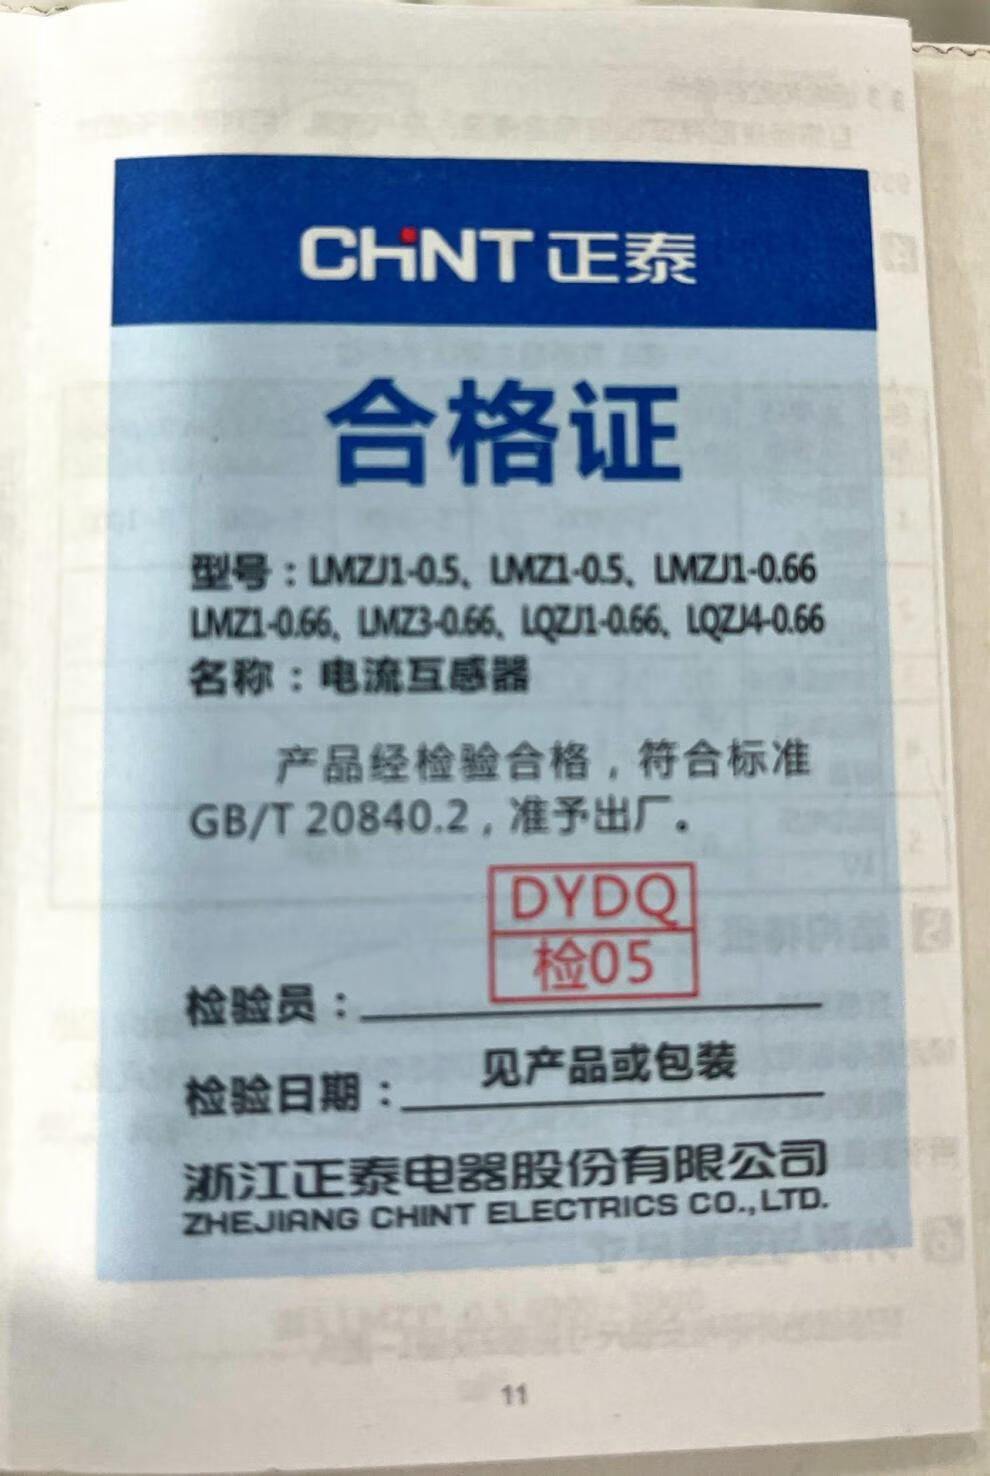 CHNT 正泰
合格证
型号：LMZJ1-0.5、LMZ1-0.5、LMZJ1-0.66
LMZ1-0.66、LMZ3-0.66、LQZJ1-0.66、LQZJ4-0.66
名称：电流互感器
产品经检验合格，符合标准
GB/T 20840.2，准予出厂。
DYDQ
检05
检验员：
检验日期：见产品或包装
浙江正泰电器股份有限公司
ZHEJIANG CHINT ELECTRICS CO.,LTD.
11